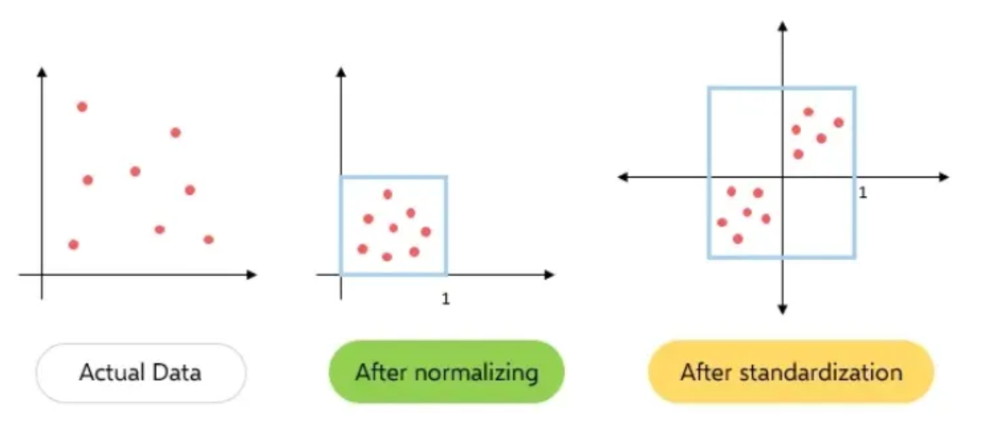 1
1
Actual Data
After normalizing
After standardization